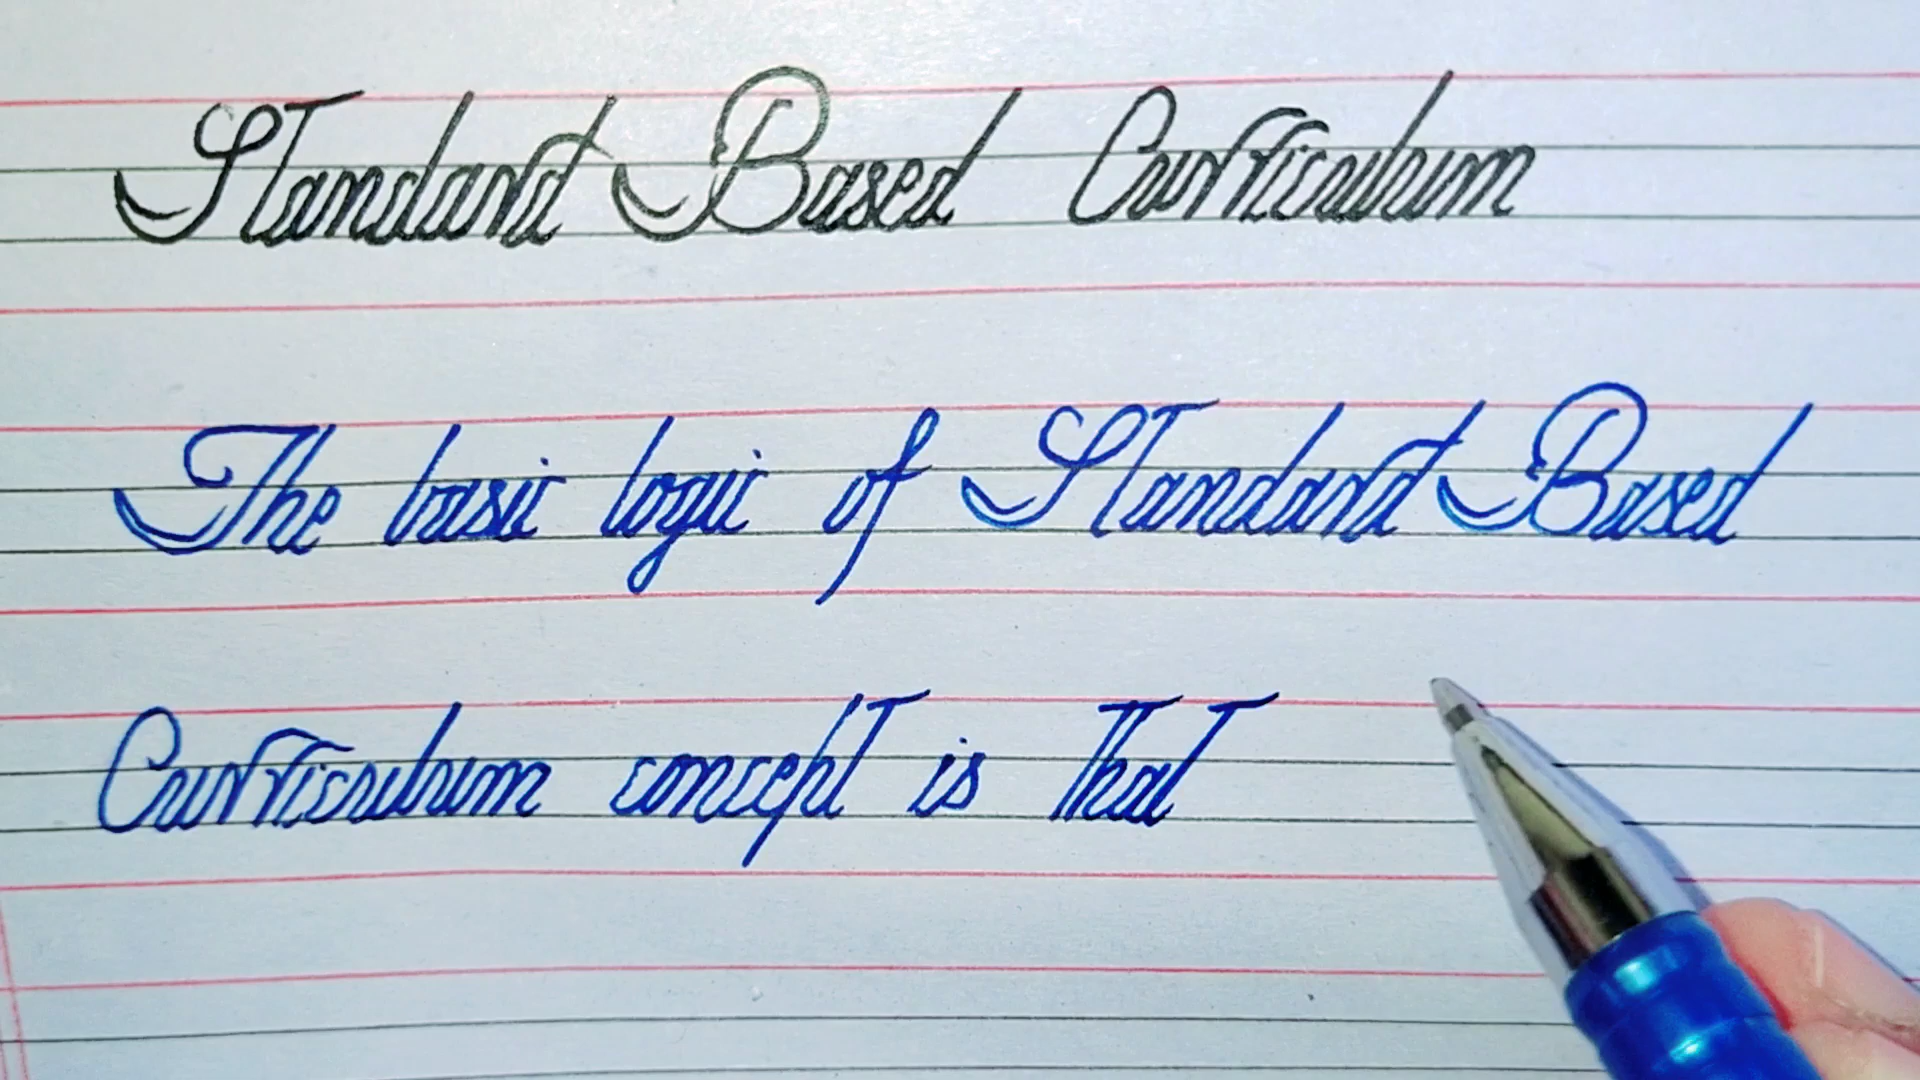 Standard Based Curriculum
The basic logic of Standard Based
Curriculum concept is that